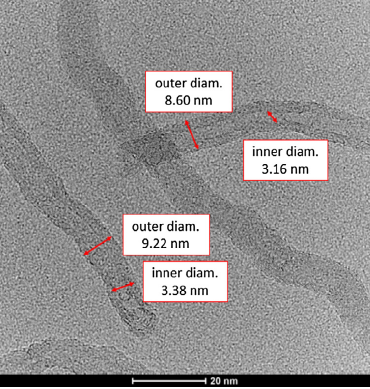 outer diam.
8.60 nm
inner diam.
3.16 nm
outer diam.
9.22 nm
inner diam.
3.38 nm
20 nm